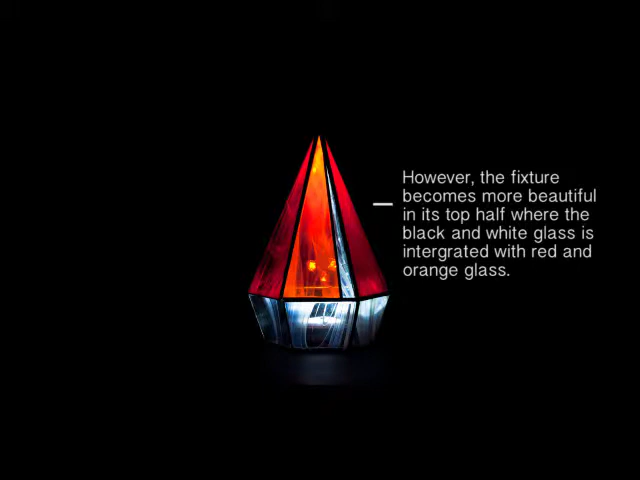 However, the fixture
becomes more beautiful
in its top half where the
black and white glass is
intergrated with red and
orange glass.